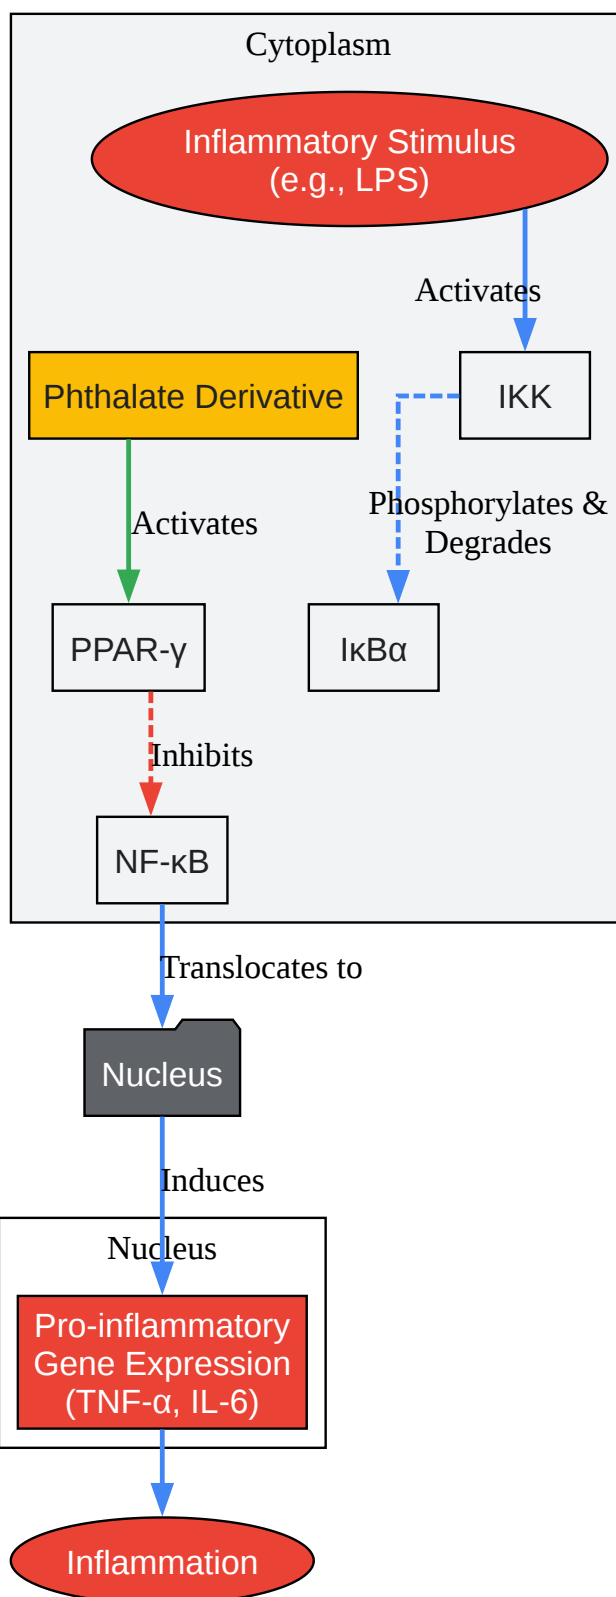 Cytoplasm
Inflammatory Stimulus
(e.g., LPS)
Activates
Phthalate Derivative
IKK
Activates
Phosphorylates &
Degrades
PPAR-γ
IκBα
Inhibits
NF-κB
Translocates to
Nucleus
Induces
Nucleus
Pro-inflammatory
Gene Expression
(TNF-α, IL-6)
Inflammation